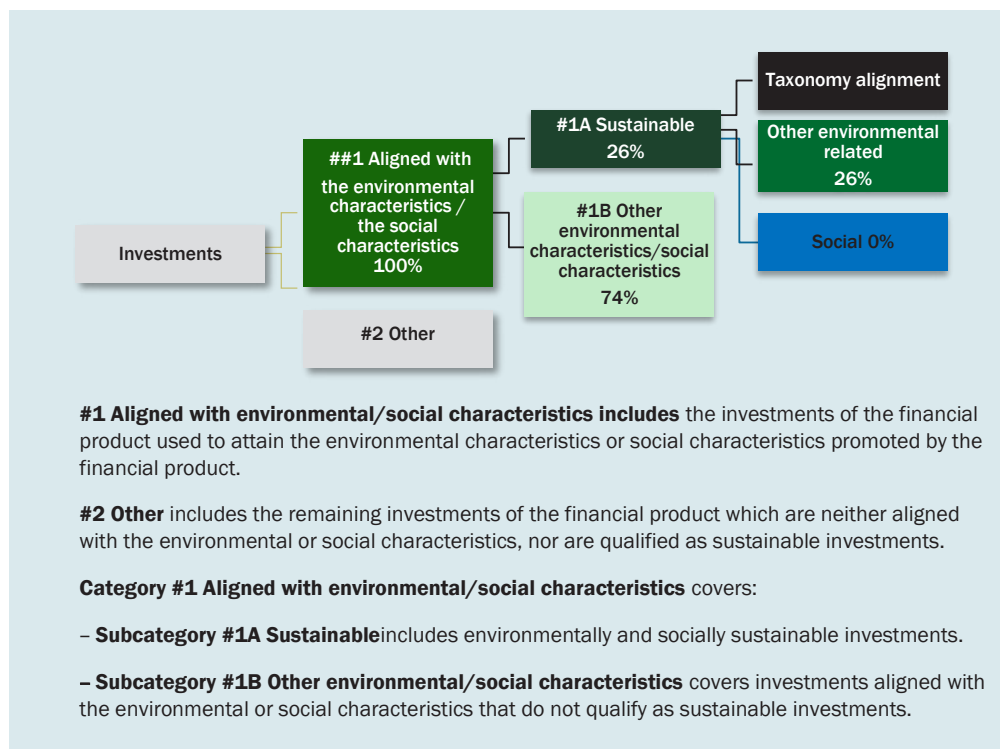 Investments
##1 Aligned with
the environmental
characteristics /
the social
characteristics
100%
#2 Other
#1A Sustainable
26%
#1B Other
environmental
characteristics/social
characteristics
74%
Taxonomy alignment
Other environmental
related
26%
Social 0%
#1 Aligned with environmental/social characteristics includes the investments of the financial
product used to attain the environmental characteristics or social characteristics promoted by the
financial product.
#2 Other includes the remaining investments of the financial product which are neither aligned
with the environmental or social characteristics, nor are qualified as sustainable investments.
Category #1 Aligned with environmental/social characteristics covers:
– Subcategory #1A Sustainableincludes environmentally and socially sustainable investments.
– Subcategory #1B Other environmental/social characteristics covers investments aligned with
the environmental or social characteristics that do not qualify as sustainable investments.